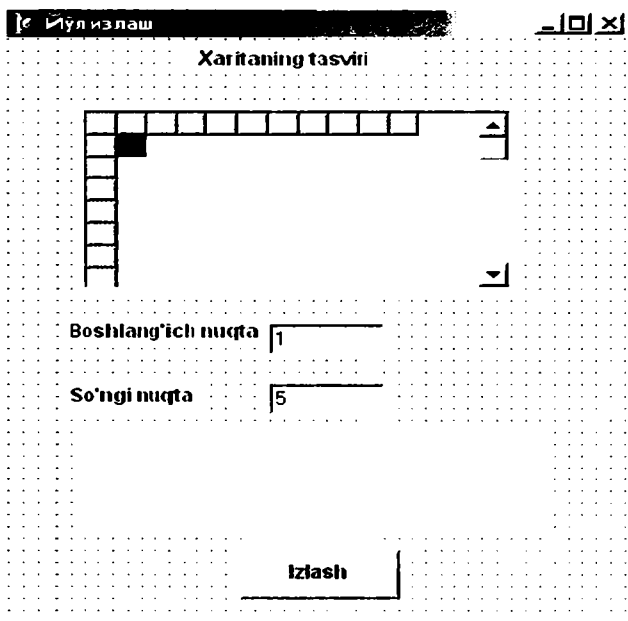 Йўл излаш
Xaritaning tasviri
Boshlang'ich nuqta 1
So'ngi nuqta 5
Izlash